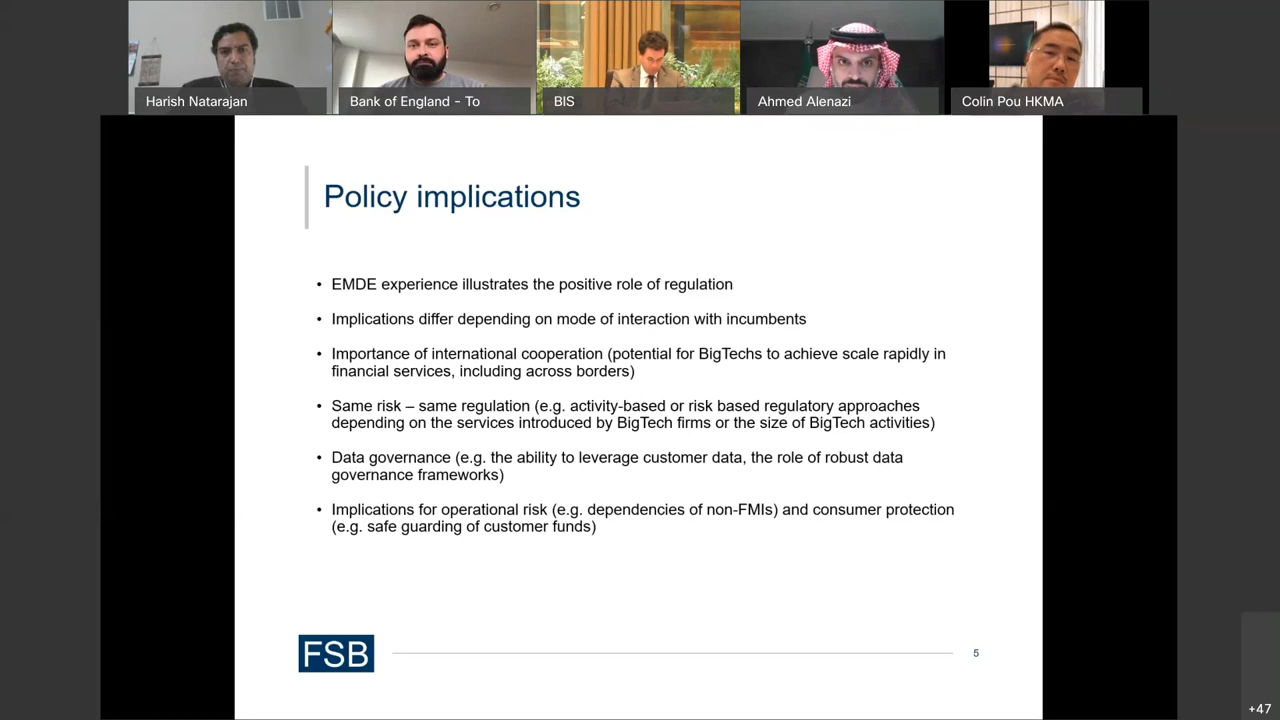 Harish Natarajan
Bank of England - To
BIS
Ahmed Alenazi
Colin Pou HKMA
Policy implications
• EMDE experience illustrates the positive role of regulation
• Implications differ depending on mode of interaction with incumbents
• Importance of international cooperation (potential for BigTechs to achieve scale rapidly in
financial services, including across borders)
• Same risk – same regulation (e.g. activity-based or risk based regulatory approaches
depending on the services introduced by BigTech firms or the size of BigTech activities)
• Data governance (e.g. the ability to leverage customer data, the role of robust data
governance frameworks)
• Implications for operational risk (e.g. dependencies of non-FMIs) and consumer protection
(e.g. safe guarding of customer funds)
FSB
5
+47